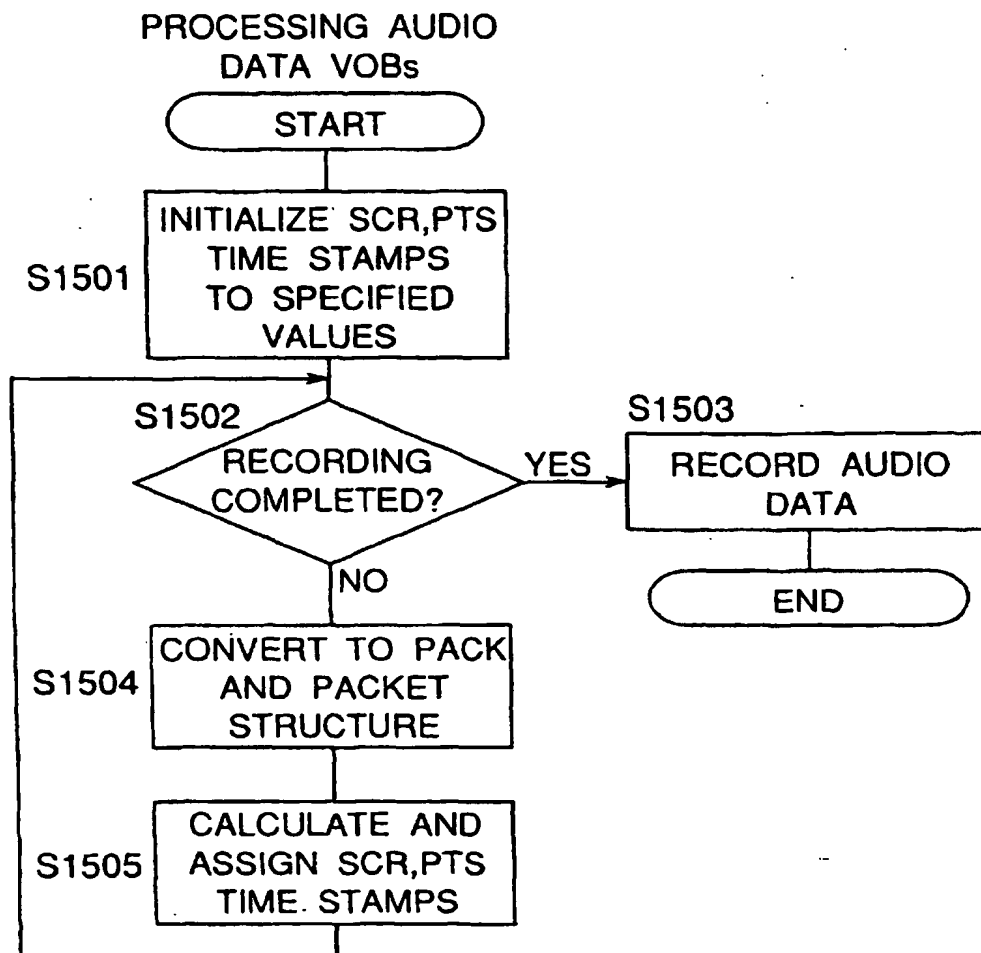 PROCESSING AUDIO
DATA VOBs
START
S1501
INITIALIZE SCR,PTS
TIME STAMPS
TO SPECIFIED
VALUES
S1502
RECORDING
COMPLETED?
YES
NO
S1503
RECORD AUDIO
DATA
END
S1504
CONVERT TO PACK
AND PACKET
STRUCTURE
S1505
CALCULATE AND
ASSIGN SCR,PTS
TIME STAMPS